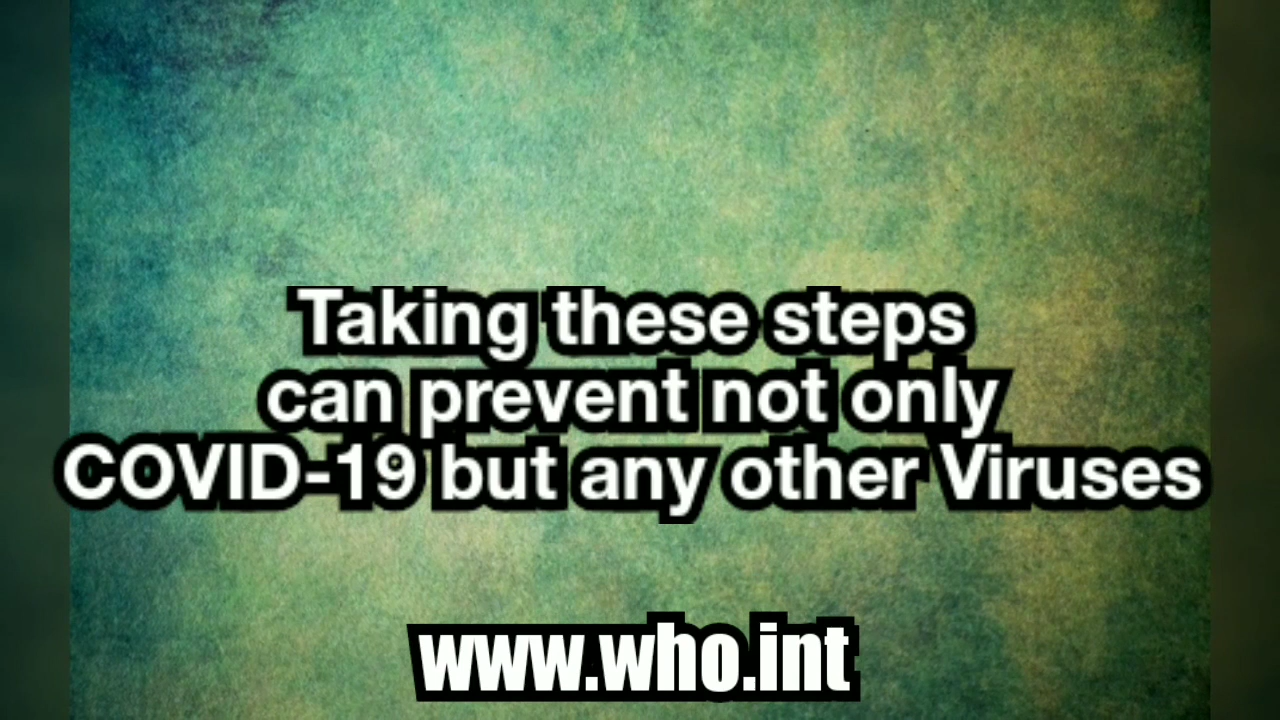 Taking these steps
can prevent not only
COVID-19 but any other Viruses
www.who.int